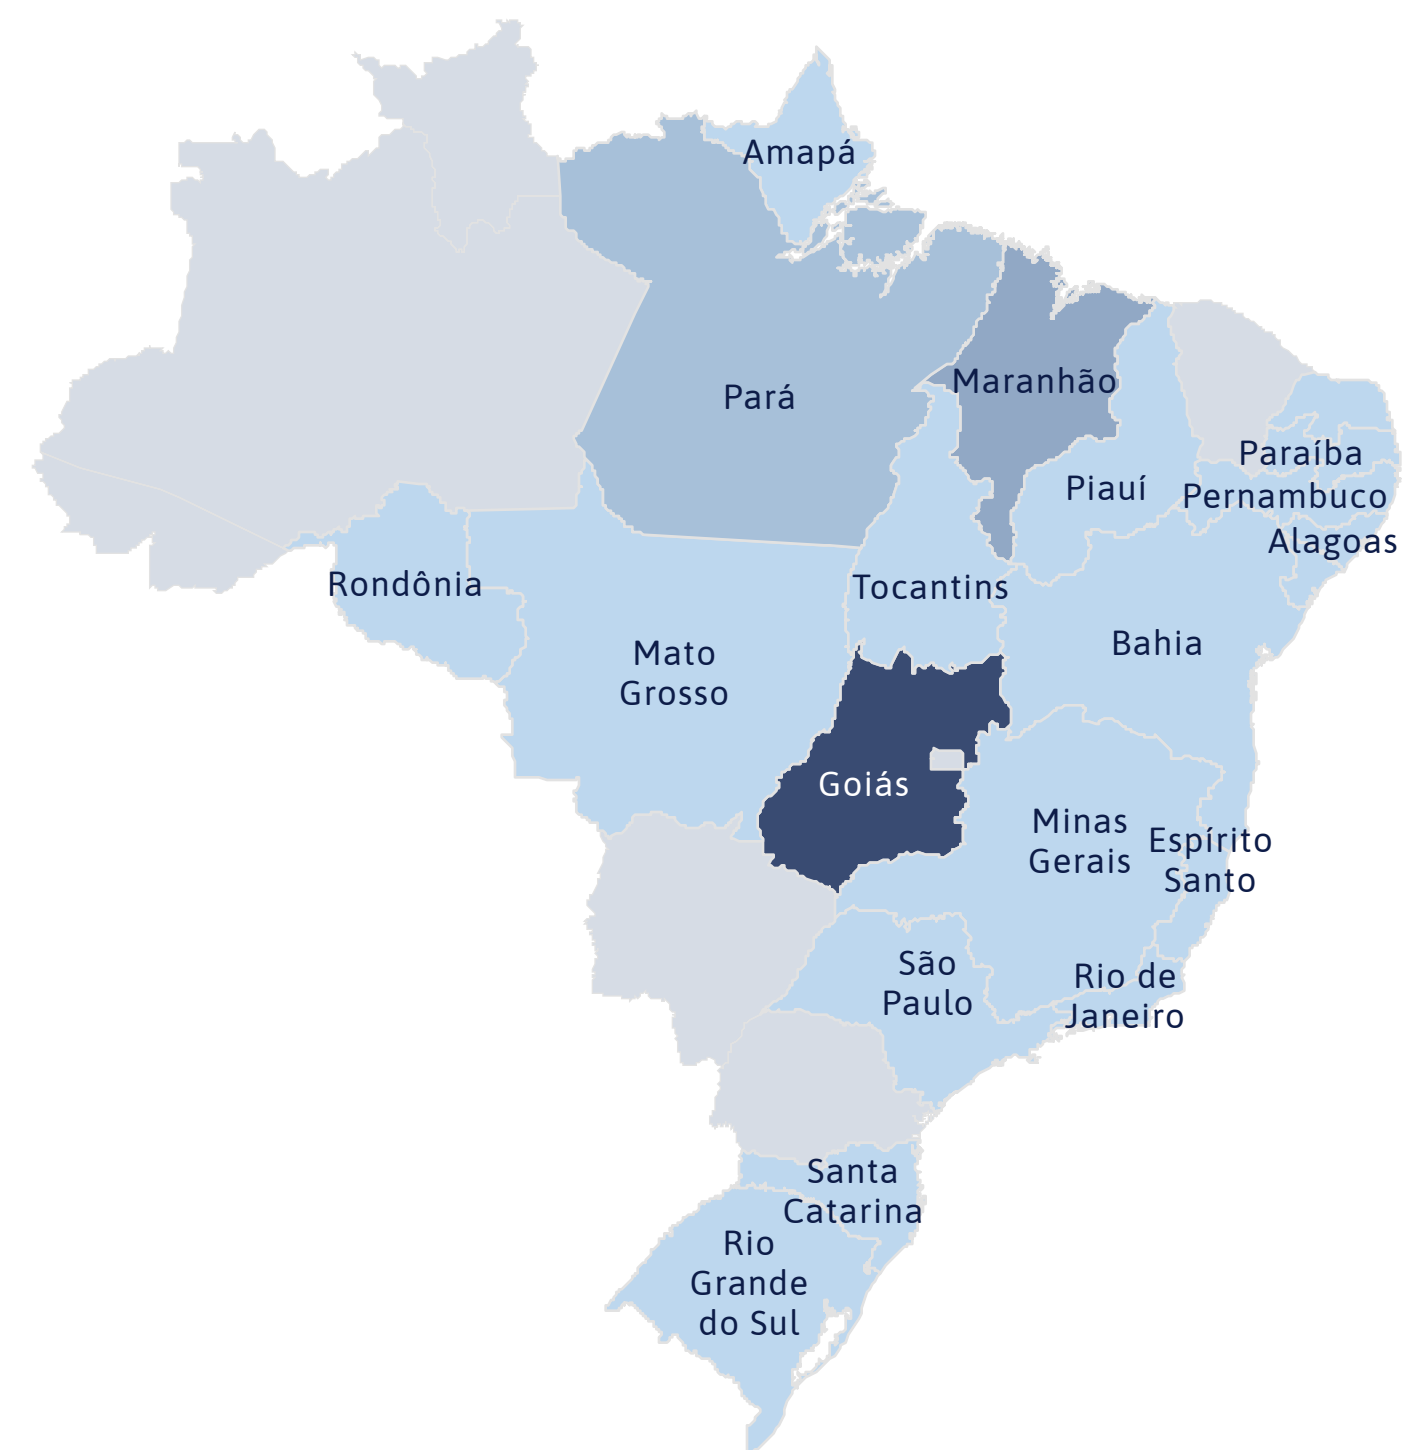 Amapá
Maranhão
Pará
Paraíba
Piauí
Pernambuco
Alagoas
Rondônia
Tocantins
Bahia
Mato
Grosso
Goiás
Minas
Gerais
Espírito
Santo
São
Paulo
Rio de
Janeiro
Santa
Catarina
Rio
Grande
do Sul